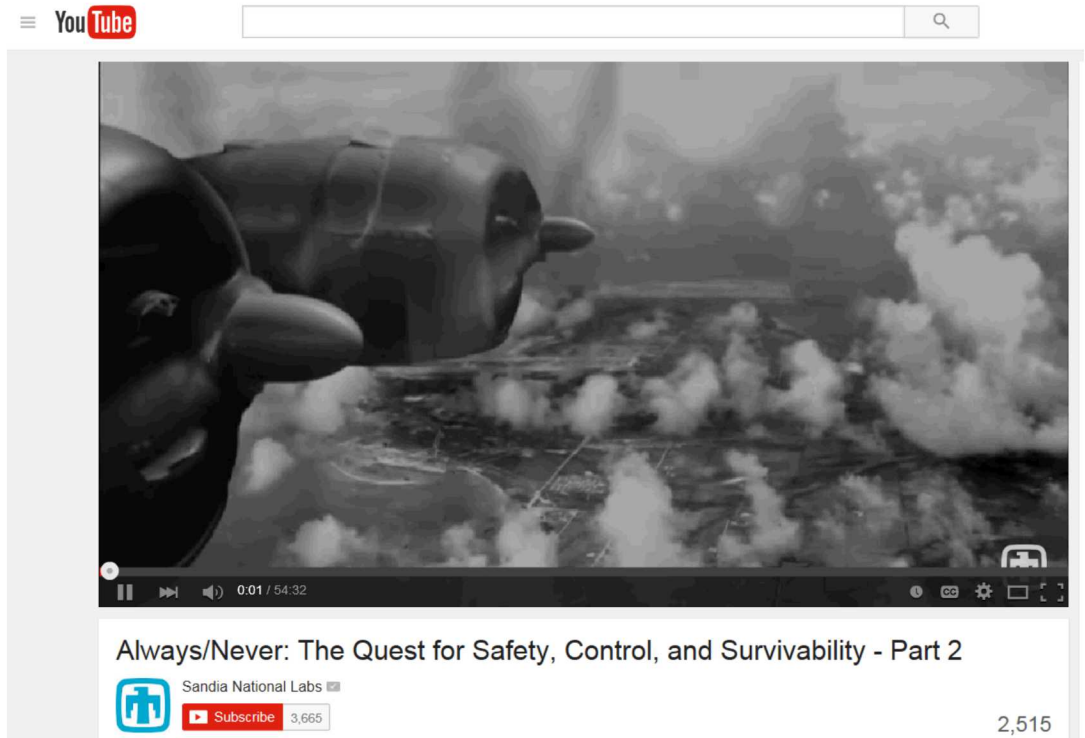 YouTube
0:01 / 54:32
CC
Always/Never: The Quest for Safety, Control, and Survivability - Part 2
Sandia National Labs
Subscribe 3,665
2,515